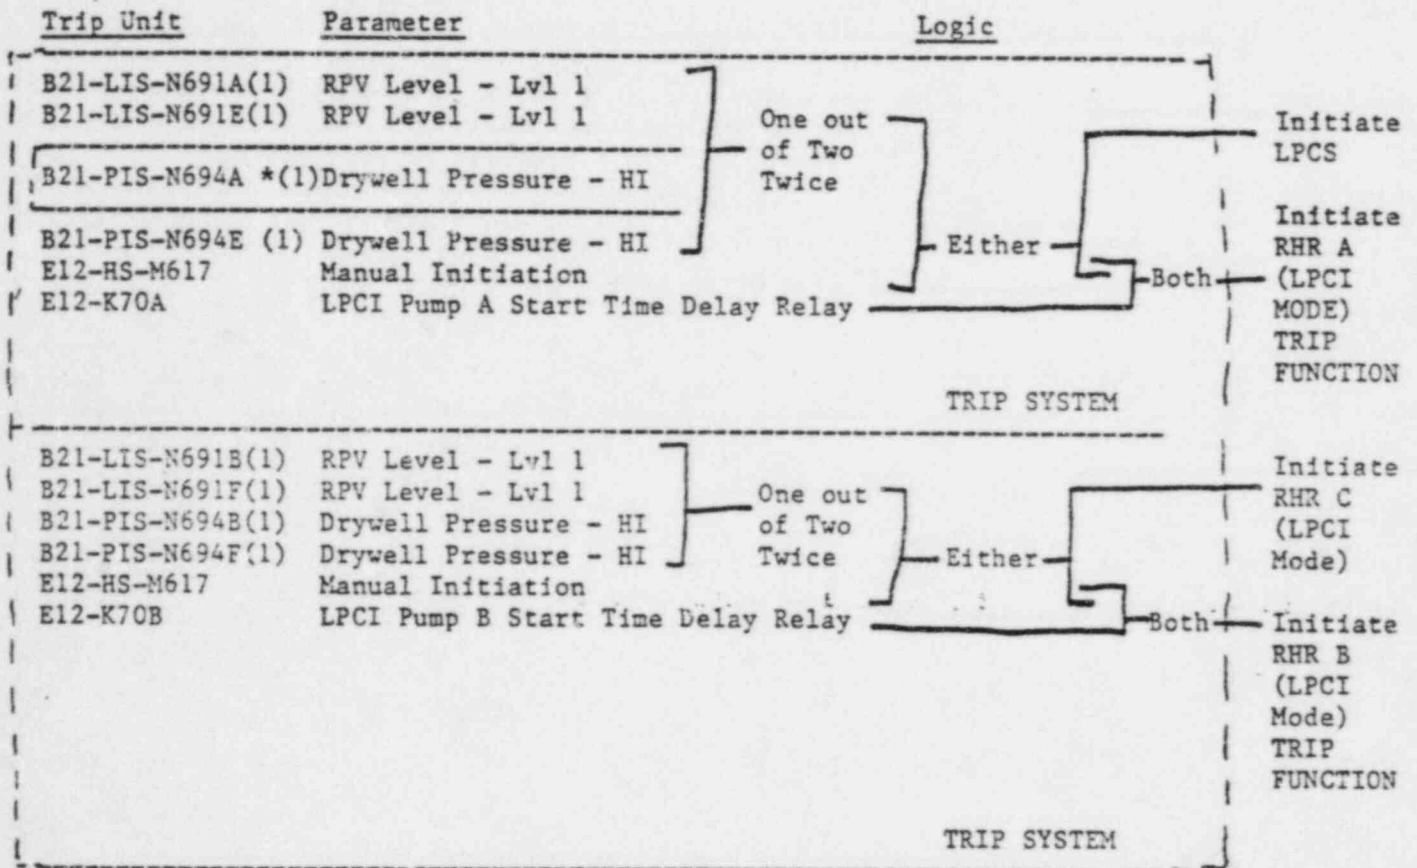 Trip Unit Parameter Logic
B21-LIS-N691A(1) RPV Level - Lvl 1
B21-LIS-N691E(1) RPV Level - Lvl 1
B21-PIS-N694A *(1)Drywell Pressure - HI
B21-PIS-N694E (1) Drywell Pressure - HI
E12-HS-M617 Manual Initiation
E12-K70A LPCI Pump A Start Time Delay Relay
One out
of Two
Twice
Either
Both
Initiate
LPCS
Initiate
RHR A
(LPCI
MODE)
TRIP
FUNCTION
TRIP SYSTEM
B21-LIS-N691B(1) RPV Level - Lvl 1
B21-LIS-N691F(1) RPV Level - Lvl 1
B21-PIS-N694B(1) Drywell Pressure - HI
B21-PIS-N694F(1) Drywell Pressure - HI
E12-HS-M617 Manual Initiation
E12-K70B LPCI Pump B Start Time Delay Relay
One out
of Two
Twice
Either
Both
Initiate
RHR C
(LPCI
Mode)
Initiate
RHR B
(LPCI
Mode)
TRIP
FUNCTION
TRIP SYSTEM